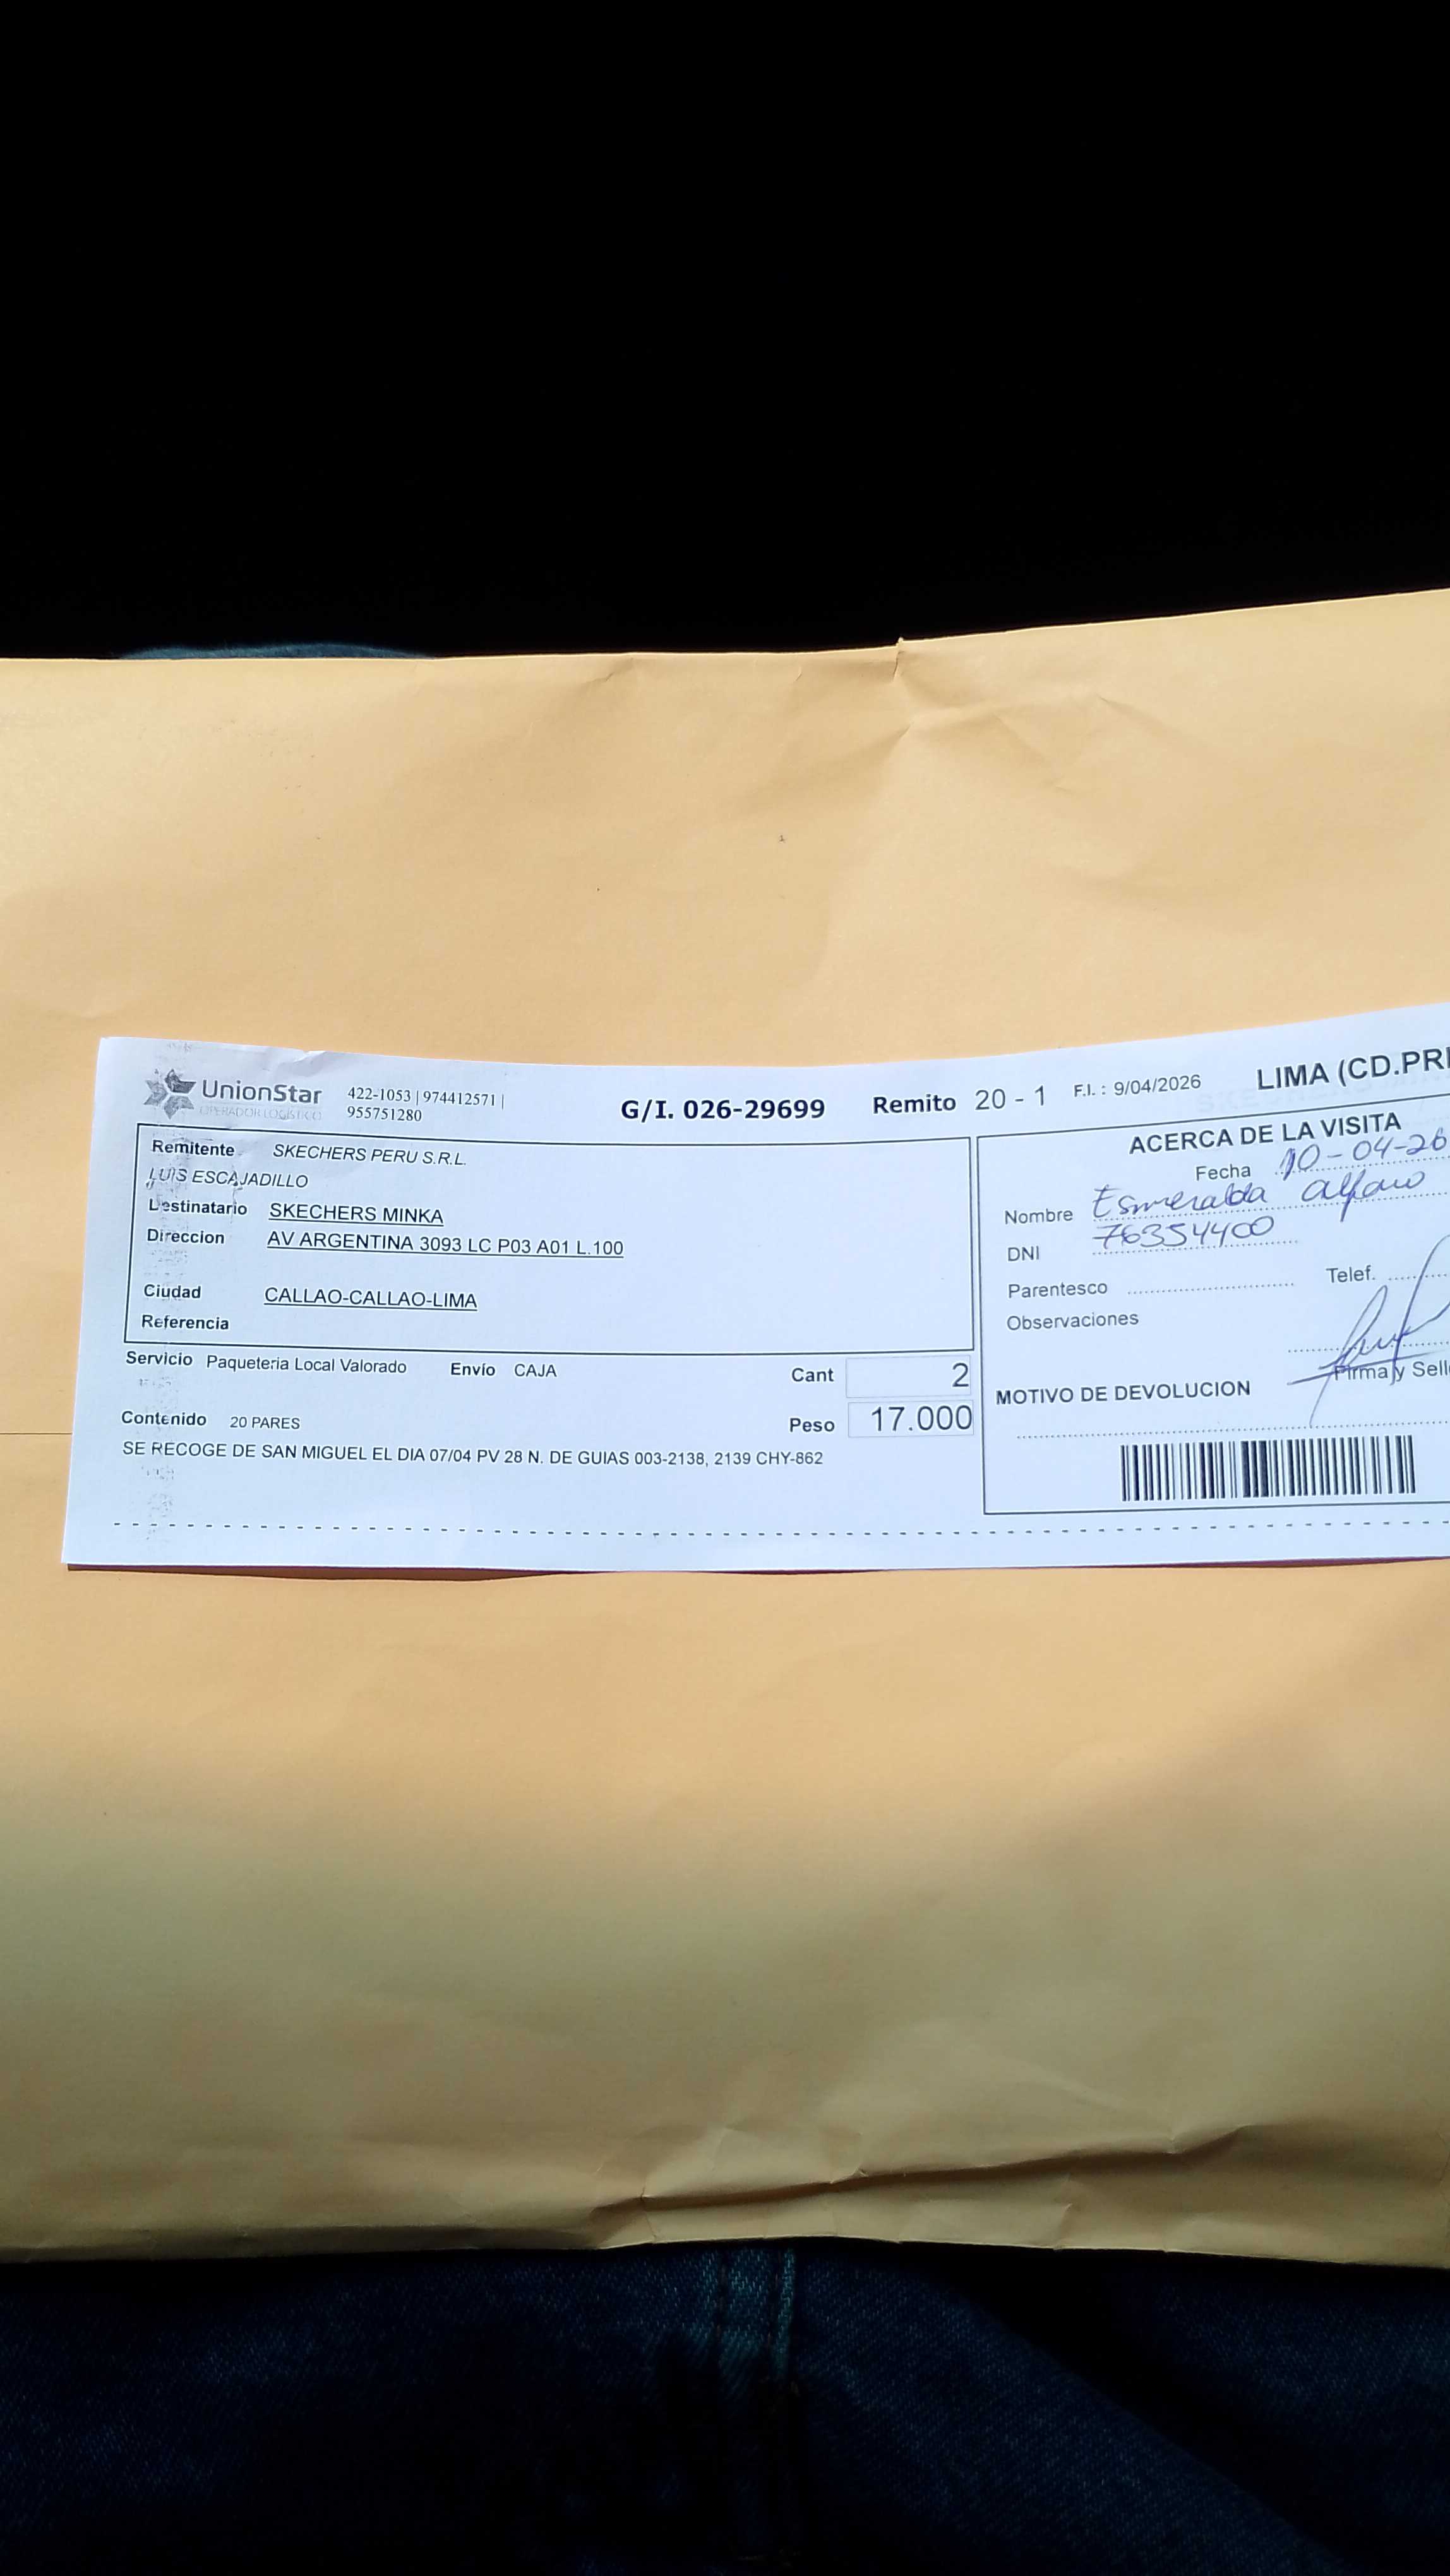 UnionStar
OPERADOR LOGISTICO
422-1053 | 974412571 |
955751280
G/I. 026-29699
Remito 20 - 1
F.I. : 9/04/2026
LIMA (CD.PRI
Remitente SKECHERS PERU S.R.L.
LUIS ESCAJADILLO
Destinatario SKECHERS MINKA
Direccion AV ARGENTINA 3093 LC P03 A01 L.100
Ciudad CALLAO-CALLAO-LIMA
Referencia
Servicio Paqueteria Local Valorado Envío CAJA Cant 2
Contenido 20 PARES Peso 17.000
SE RECOGE DE SAN MIGUEL EL DIA 07/04 PV 28 N. DE GUIAS 003-2138, 2139 CHY-862
ACERCA DE LA VISITA
Fecha 10-04-26
Nombre Esmeralda Alfaro
DNI 76354400
Parentesco Telef.
Observaciones
Firma y Sell
MOTIVO DE DEVOLUCION